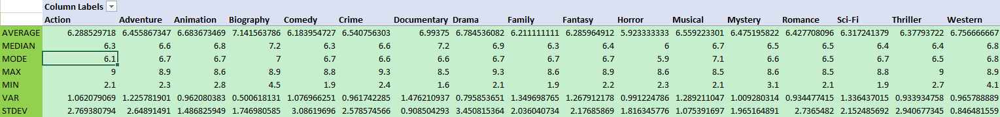 Column Labels
Action Adventure Animation Biography Comedy Crime Documentary Drama Family Fantasy Horror Musical Mystery Romance Sci-Fi Thriller Western
AVERAGE 6.288529718 6.455867347 6.683673469 7.141563786 6.183954727 6.540756303 6.99375 6.784536082 6.211111111 6.285964912 5.923333333 6.559223301 6.475195822 6.427708096 6.317241379 6.37793722 6.756666667
MEDIAN 6.3 6.6 6.8 7.2 6.3 6.6 7.2 6.9 6.3 6.4 6 6.7 6.5 6.5 6.4 6.4 6.8
MODE 6.1 6.7 6.7 7 6.7 6.6 6.6 6.7 6.7 6.7 5.9 7.1 6.6 6.5 6.7 6.5 6.8
MAX 9 8.9 8.6 8.9 8.8 9.3 8.5 9.3 8.6 8.9 8.6 8.5 8.6 8.5 8.8 9 8.9
MIN 2.1 2.3 2.8 4.5 1.9 2.4 1.6 2.1 1.9 2.2 2.3 2.1 3.1 2.1 1.9 2.7 4.1
VAR 1.062079069 1.225781901 0.962080383 0.500618131 1.076966251 0.961742285 1.476210937 0.795853651 1.349698765 1.267912178 0.991224786 1.289211047 1.009280314 0.934477415 1.336437015 0.933934758 0.965788889
STDEV 2.769380794 2.64891491 1.486825949 1.746980585 3.08619696 2.578574566 0.908504293 3.450815364 2.036040734 2.17685869 1.816345776 1.075391697 1.965164891 2.7365482 2.152485692 2.940677345 0.846481559